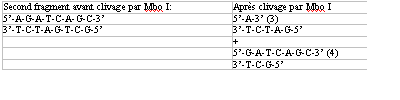 Second fragment avant clivage par Mbo I:
Après clivage par Mbo I
5’-A-G-A-T-C-A-G-C-3’
5’-A-3’ (3)
3’-T-C-T-A-G-T-C-G-5’
3’-T-C-T-A-G-5’
+
5’-G-A-T-C-A-G-C-3’ (4)
3’-T-C-G-5’